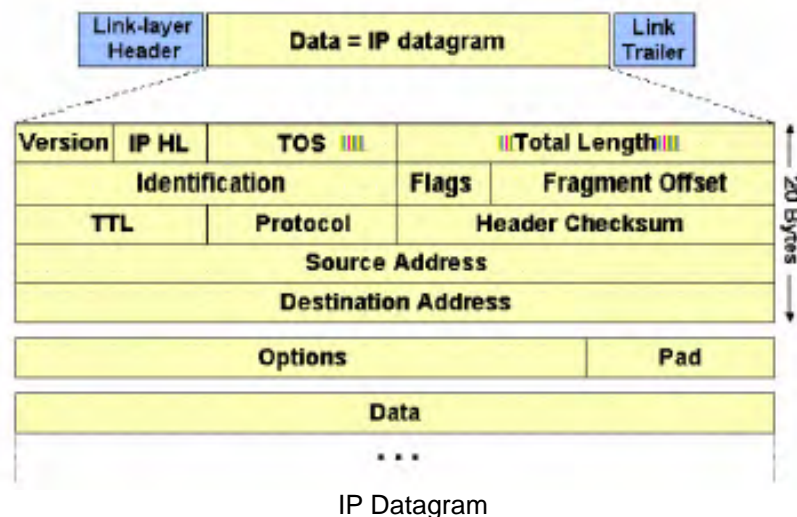 Link-layer Header
Data = IP datagram
Link Trailer
Version IP HL TOS Total Length
Identification Flags Fragment Offset
TTL Protocol Header Checksum
Source Address
Destination Address
20 Bytes
Options Pad
Data
. . .
IP Datagram